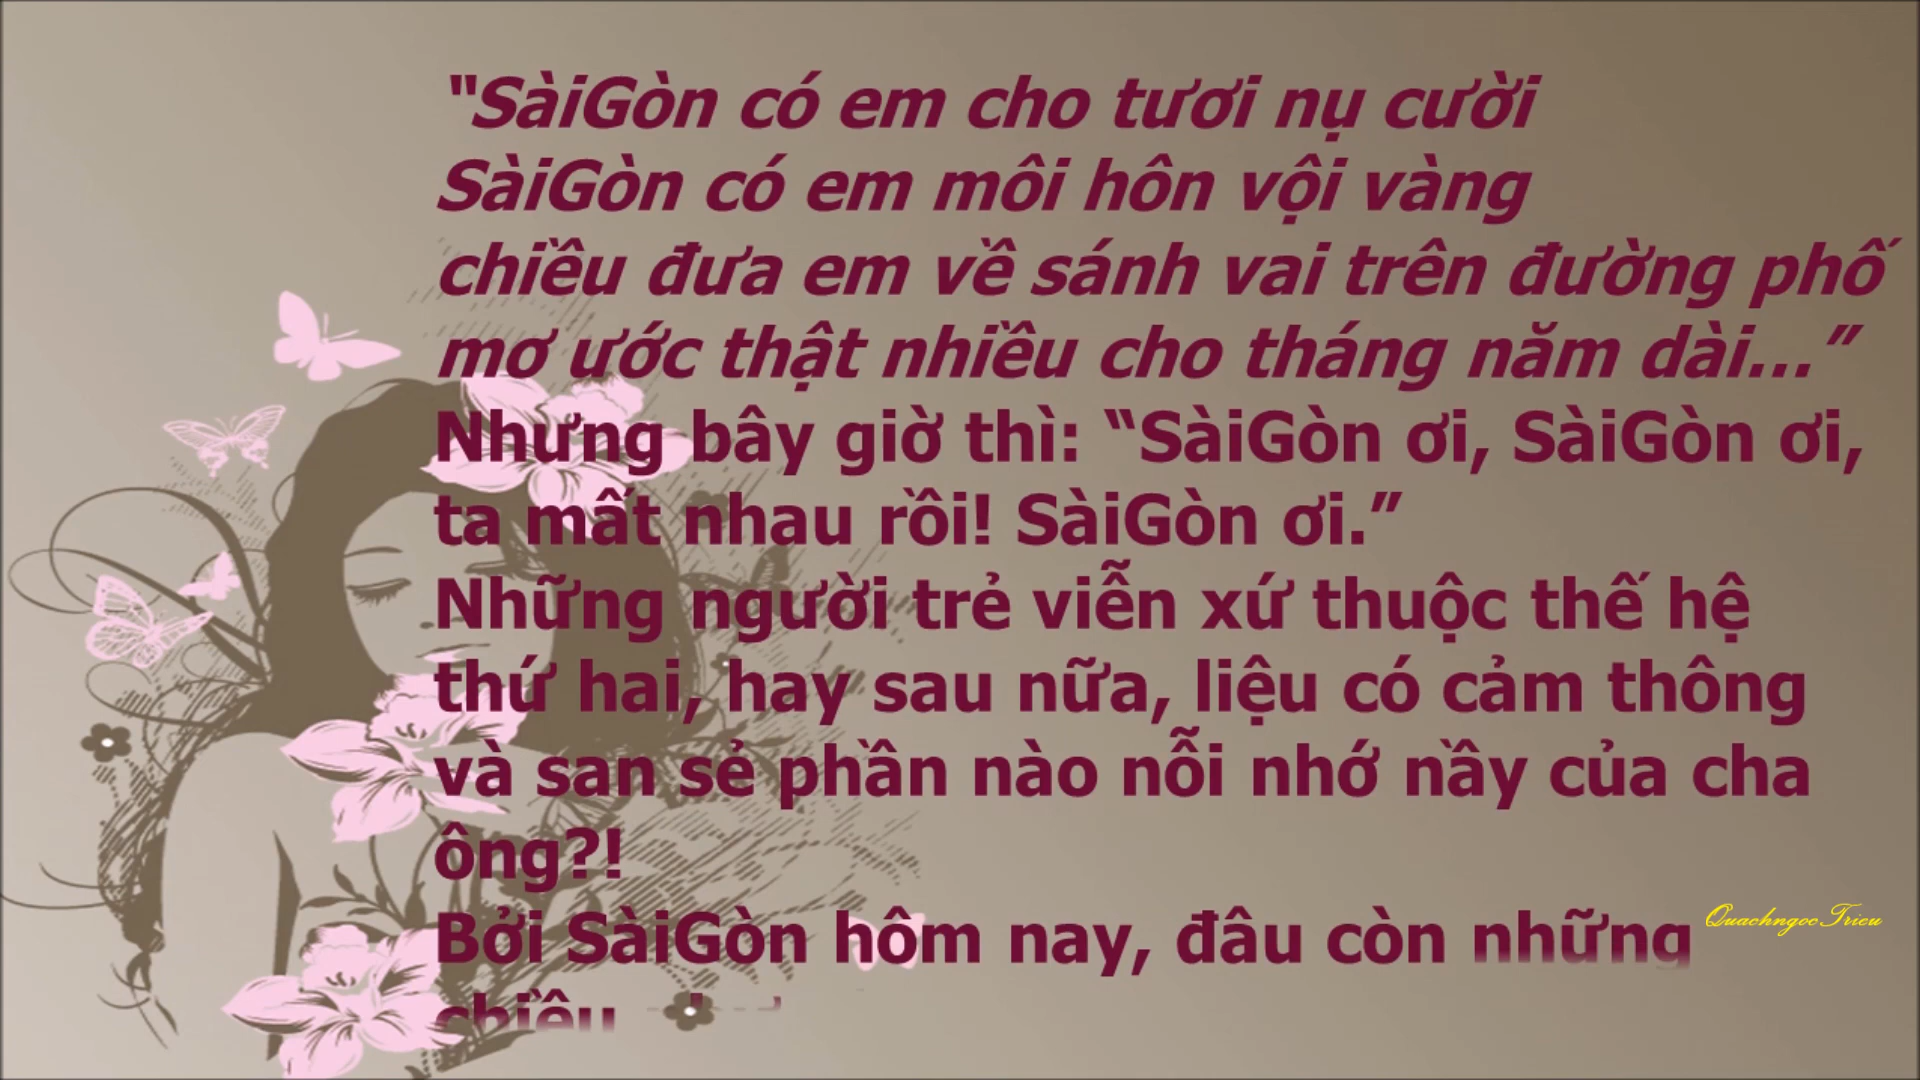 "SàiGòn có em cho tươi nụ cười
SàiGòn có em môi hôn vội vàng
chiều đưa em về sánh vai trên đường phố
mơ ước thật nhiều cho tháng năm dài…”
Nhưng bây giờ thì: “SàiGòn ơi, SàiGòn ơi,
ta mất nhau rồi! SàiGòn ơi.”
Những người trẻ viễn xứ thuộc thế hệ
thứ hai, hay sau nữa, liệu có cảm thông
và san sẻ phần nào nỗi nhớ nầy của cha
ông?!
Bởi SàiGòn hôm nay, đâu còn những
QuachngocTrieu
chiều